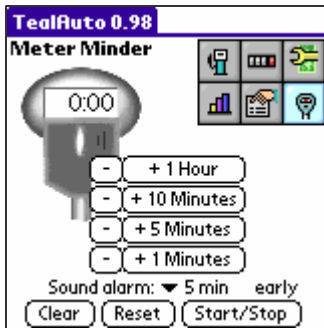 TealAuto 0.98
Meter Minder
0:00
- + 1 Hour
- + 10 Minutes
- + 5 Minutes
- + 1 Minutes
Sound alarm: 5 min early
Clear Reset Start/Stop